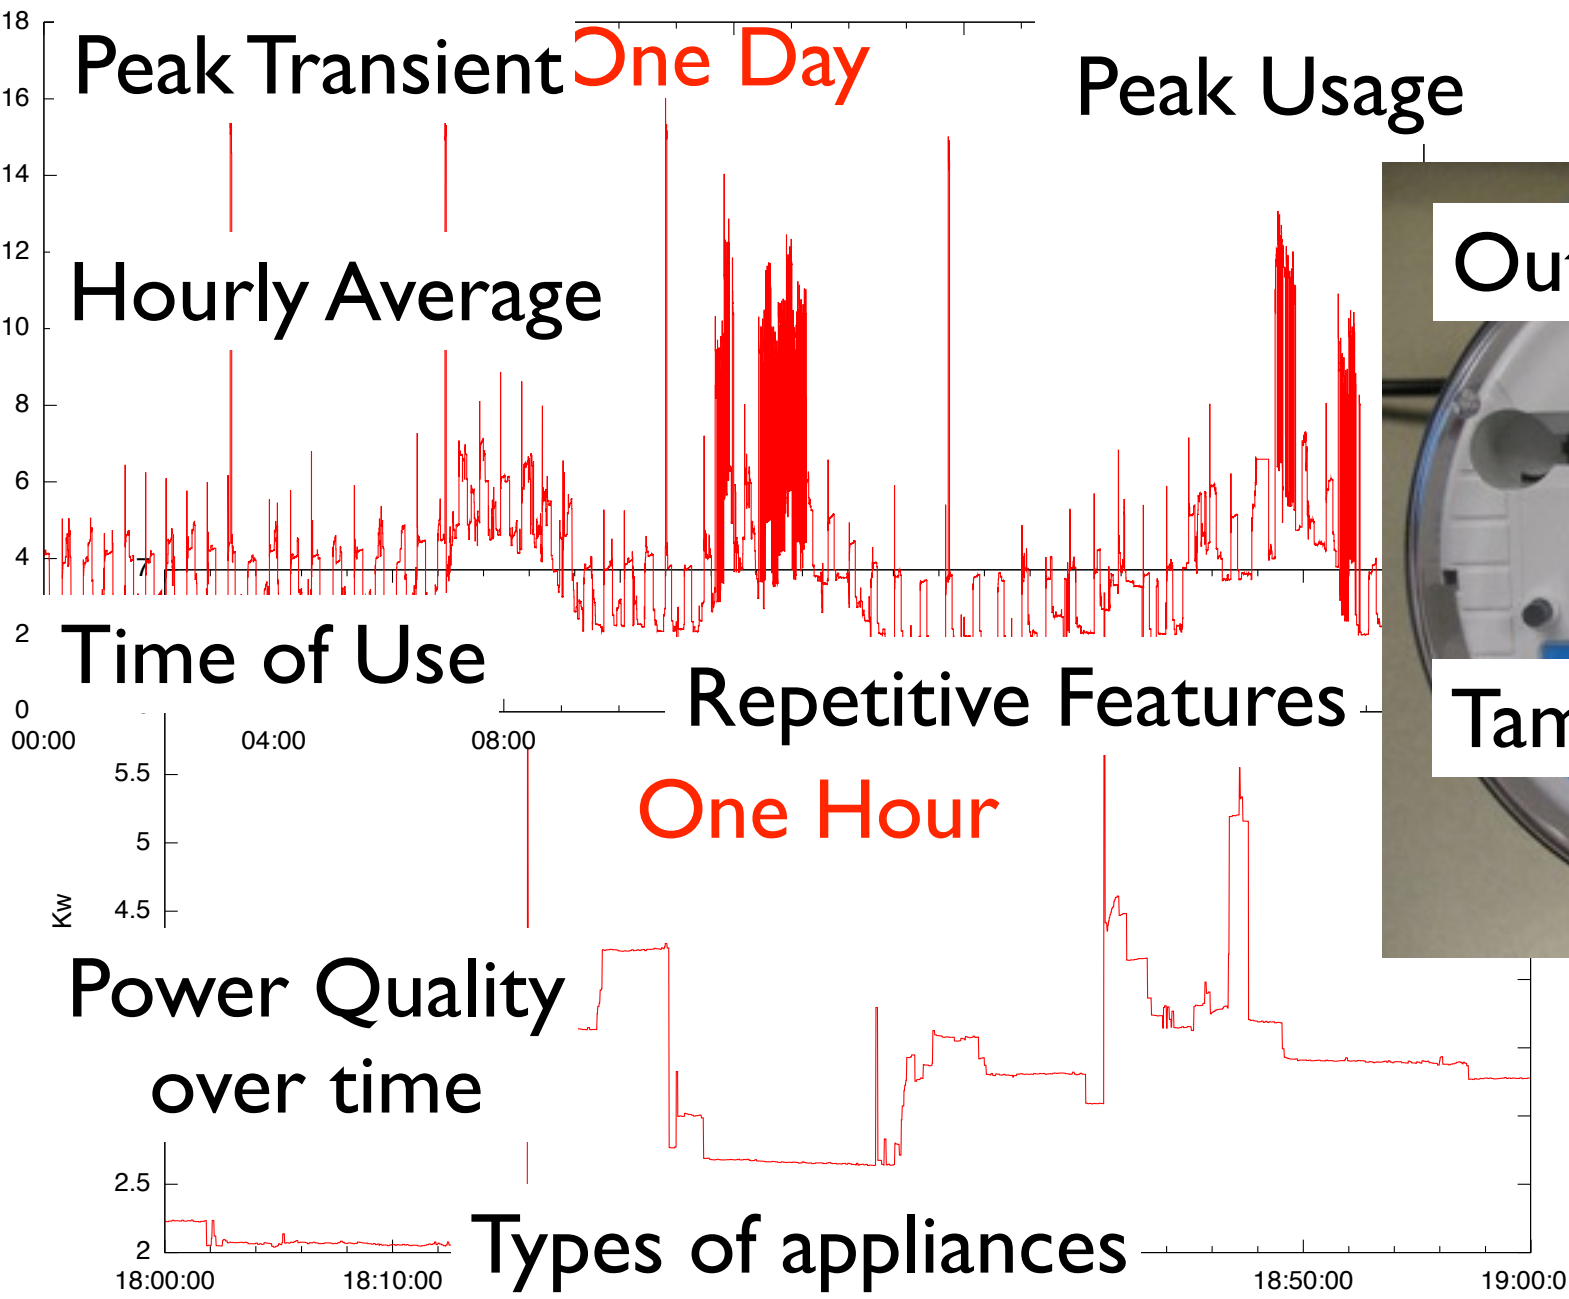 18
Peak Transient
One Day
Peak Usage
16
14
12
Hourly Average
10
8
6
4
7
2
Time of Use
Repetitive Features
0
00:00
04:00
08:00
5.5
One Hour
5
4.5
Kw
Power Quality
over time
2.5
2
Types of appliances
18:00:00
18:10:00
18:50:00